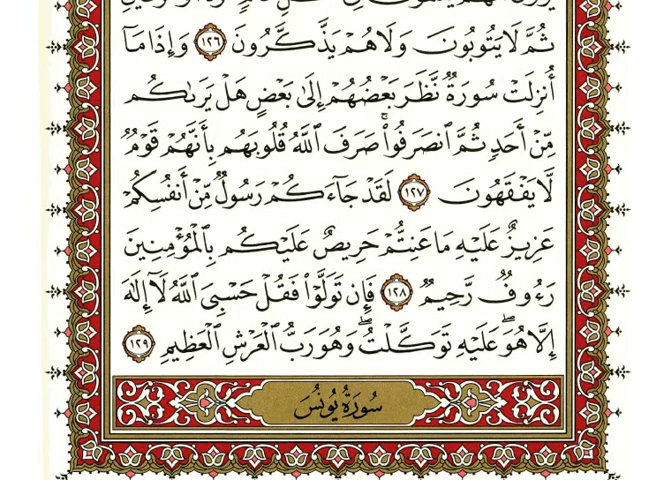 ثُمَّ لَا يَتُوبُونَ وَلَا هُمْ يَذَّكَّرُونَ ١٢٦ وَإِذَا مَآ
أُنزِلَتْ سُورَةٌ نَّظَرَ بَعْضُهُمْ إِلَىٰ بَعْضٍ هَلْ يَرَىٰكُم
مِّنْ أَحَدٍ ثُمَّ ٱنصَرَفُوا۟ ۚ صَرَفَ ٱللَّهُ قُلُوبَهُم بِأَنَّهُمْ قَوْمٌ
لَّا يَفْقَهُونَ ١٢٧ لَقَدْ جَآءَكُمْ رَسُولٌ مِّنْ أَنفُسِكُمْ
عَزِيزٌ عَلَيْهِ مَا عَنِتُّمْ حَرِيصٌ عَلَيْكُم بِٱلْمُؤْمِنِينَ
رَءُوفٌ رَّحِيمٌ ١٢٨ فَإِن تَوَلَّوْا۟ فَقُلْ حَسْبِىَ ٱللَّهُ لَآ إِلَٰهَ
إِلَّا هُوَ ۖ عَلَيْهِ تَوَكَّلْتُ ۖ وَهُوَ رَبُّ ٱلْعَرْشِ ٱلْعَظِيمِ ١٢٩
سُورَةُ يُونُسَ